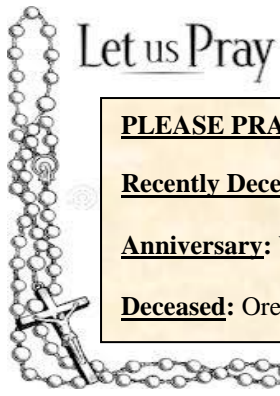 Let us Pray
PLEASE
Recently
Anniversary:
Deceased: